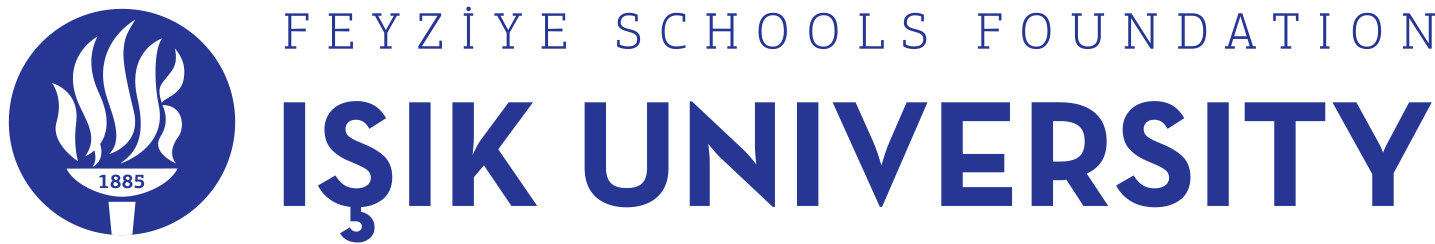 FEYZİYE SCHOOLS FOUNDATION
IŞIK UNIVERSITY
1885